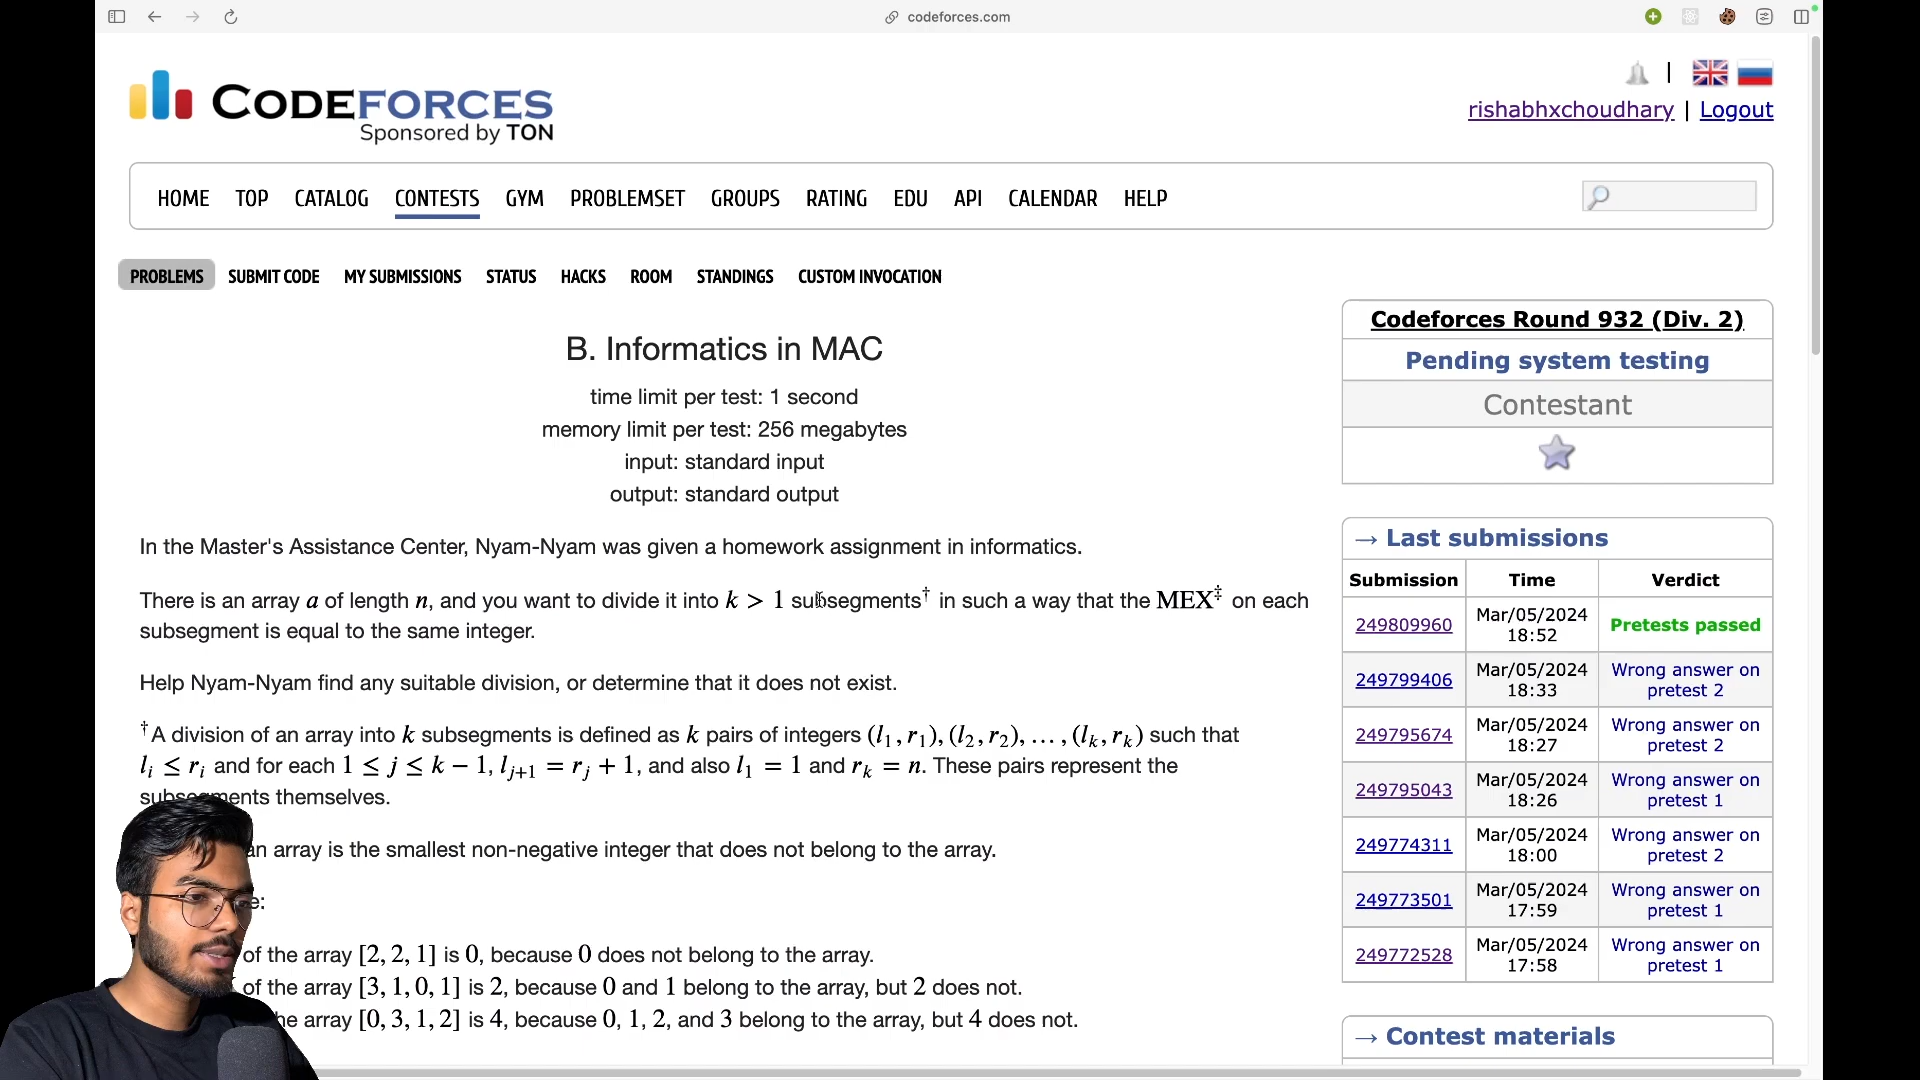 codeforces.com
CODEFORCES
Sponsored by TON
rishabhxchoudhary | Logout
HOME TOP CATALOG CONTESTS GYM PROBLEMSET GROUPS RATING EDU API CALENDAR HELP
PROBLEMS SUBMIT CODE MY SUBMISSIONS STATUS HACKS ROOM STANDINGS CUSTOM INVOCATION
B. Informatics in MAC
time limit per test: 1 second
memory limit per test: 256 megabytes
input: standard input
output: standard output
In the Master's Assistance Center, Nyam-Nyam was given a homework assignment in informatics.
There is an array a of length n, and you want to divide it into k > 1 subsegments† in such a way that the MEX‡ on each
subsegment is equal to the same integer.
Help Nyam-Nyam find any suitable division, or determine that it does not exist.
†A division of an array into k subsegments is defined as k pairs of integers (l₁, r₁), (l₂, r₂), … , (lₖ, rₖ) such that
lᵢ ≤ rᵢ and for each 1 ≤ j ≤ k − 1, lⱼ₊₁ = rⱼ + 1, and also l₁ = 1 and rₖ = n. These pairs represent the
subsegments themselves.
an array is the smallest non-negative integer that does not belong to the array.
e:
of the array [2, 2, 1] is 0, because 0 does not belong to the array.
of the array [3, 1, 0, 1] is 2, because 0 and 1 belong to the array, but 2 does not.
he array [0, 3, 1, 2] is 4, because 0, 1, 2, and 3 belong to the array, but 4 does not.
Codeforces Round 932 (Div. 2)
Pending system testing
Contestant
→ Last submissions
Submission Time Verdict
249809960 Mar/05/2024 18:52 Pretests passed
249799406 Mar/05/2024 18:33 Wrong answer on pretest 2
249795674 Mar/05/2024 18:27 Wrong answer on pretest 2
249795043 Mar/05/2024 18:26 Wrong answer on pretest 1
249774311 Mar/05/2024 18:00 Wrong answer on pretest 2
249773501 Mar/05/2024 17:59 Wrong answer on pretest 1
249772528 Mar/05/2024 17:58 Wrong answer on pretest 1
→ Contest materials